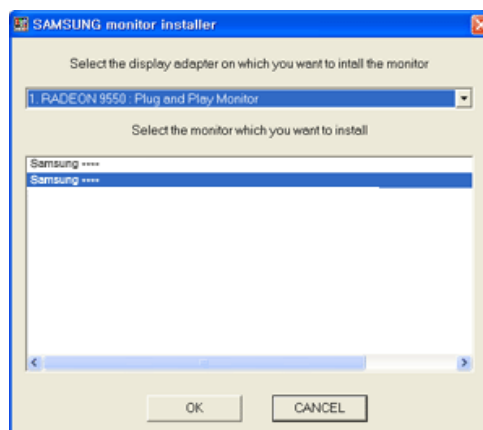 SAMSUNG monitor installer
Select the display adapter on which you want to intall the monitor
1. RADEON 9550 : Plug and Play Monitor
Select the monitor which you want to install
Samsung ----
Samsung ----
OK
CANCEL